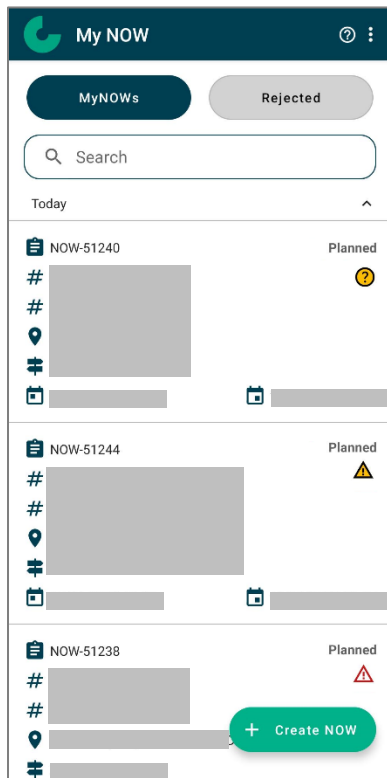 My NOW
MyNOWs
Rejected
Search
Today
NOW-51240
Planned
#
#
NOW-51244
Planned
#
#
NOW-51238
Planned
#
#
+ Create NOW